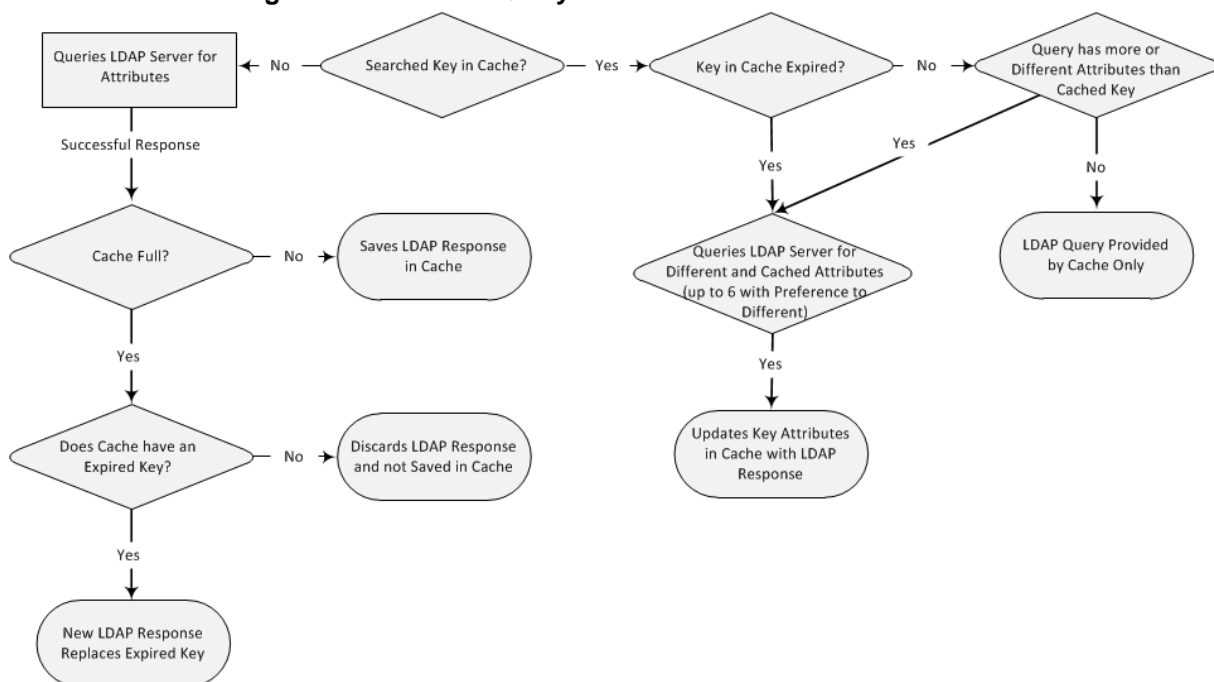 Queries LDAP Server for
Attributes
No
Searched Key in Cache?
Yes
Key in Cache Expired?
No
Query has more or
Different Attributes than
Cached Key
Successful Response
Yes
Yes
No
Cache Full?
No
Saves LDAP Response
in Cache
Queries LDAP Server for
Different and Cached Attributes
(up to 6 with Preference to
Different)
LDAP Query Provided
by Cache Only
Yes
Yes
Does Cache have an
Expired Key?
No
Discards LDAP Response
and not Saved in Cache
Updates Key Attributes
in Cache with LDAP
Response
Yes
New LDAP Response
Replaces Expired Key